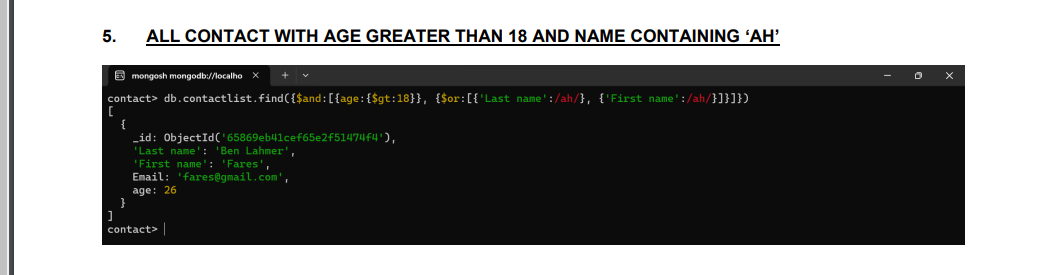 5. ALL CONTACT WITH AGE GREATER THAN 18 AND NAME CONTAINING ‘AH’
mongosh mongodb://localho × + ⌄
contact> db.contactlist.find({$and:[{age:{$gt:18}}, {$or:[{'Last name':/ah/}, {'First name':/ah/}]}]})
[
{
_id: ObjectId('65869eb41cef65e2f51474f4'),
'Last name': 'Ben Lahmer',
'First name': 'Fares',
Email: 'fares@gmail.com',
age: 26
}
]
contact>